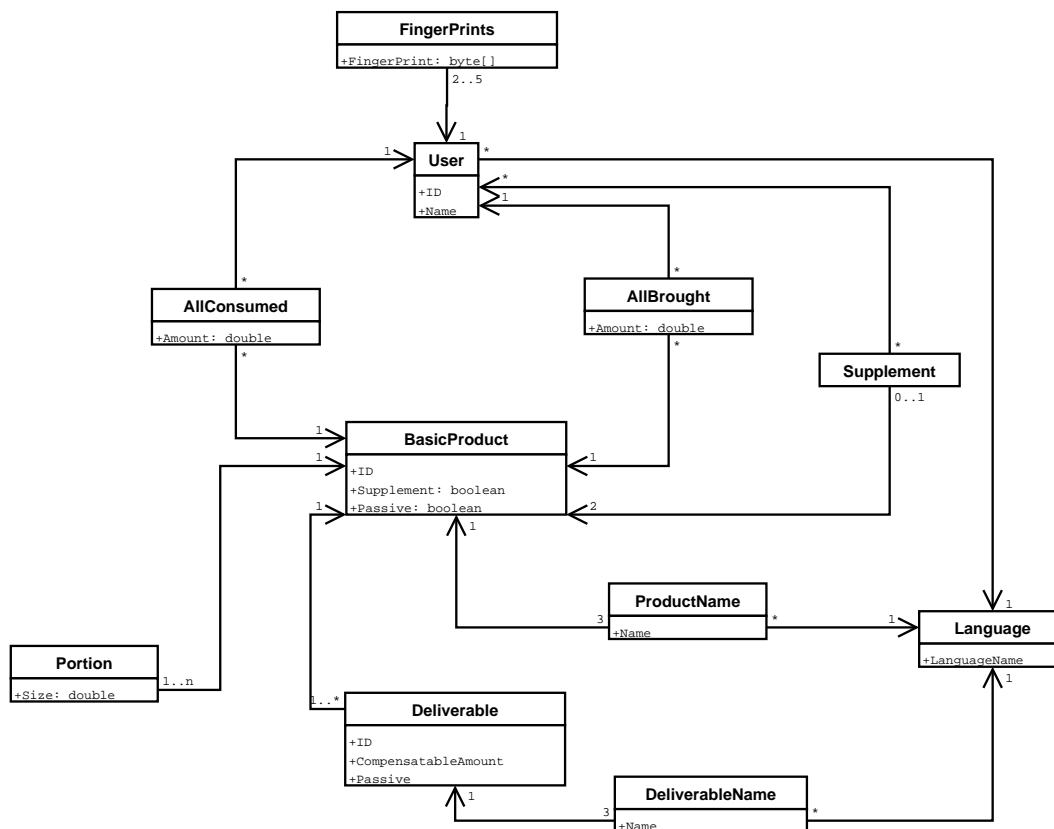 FingerPrints
+FingerPrint: byte[]
2..5
1
1
User
*
+ID
+Name
*
1
*
AllConsumed
+Amount: double
*
*
AllBrought
+Amount: double
*
*
Supplement
0..1
1
1
BasicProduct
+ID
+Supplement: boolean
+Passive: boolean
1
1
2
1
ProductName
+Name
3
*
1
1
Language
+LanguageName
1
Portion
+Size: double
1..n
1..*
Deliverable
+ID
+CompensatableAmount
+Passive
1
3
DeliverableName
+Name
*